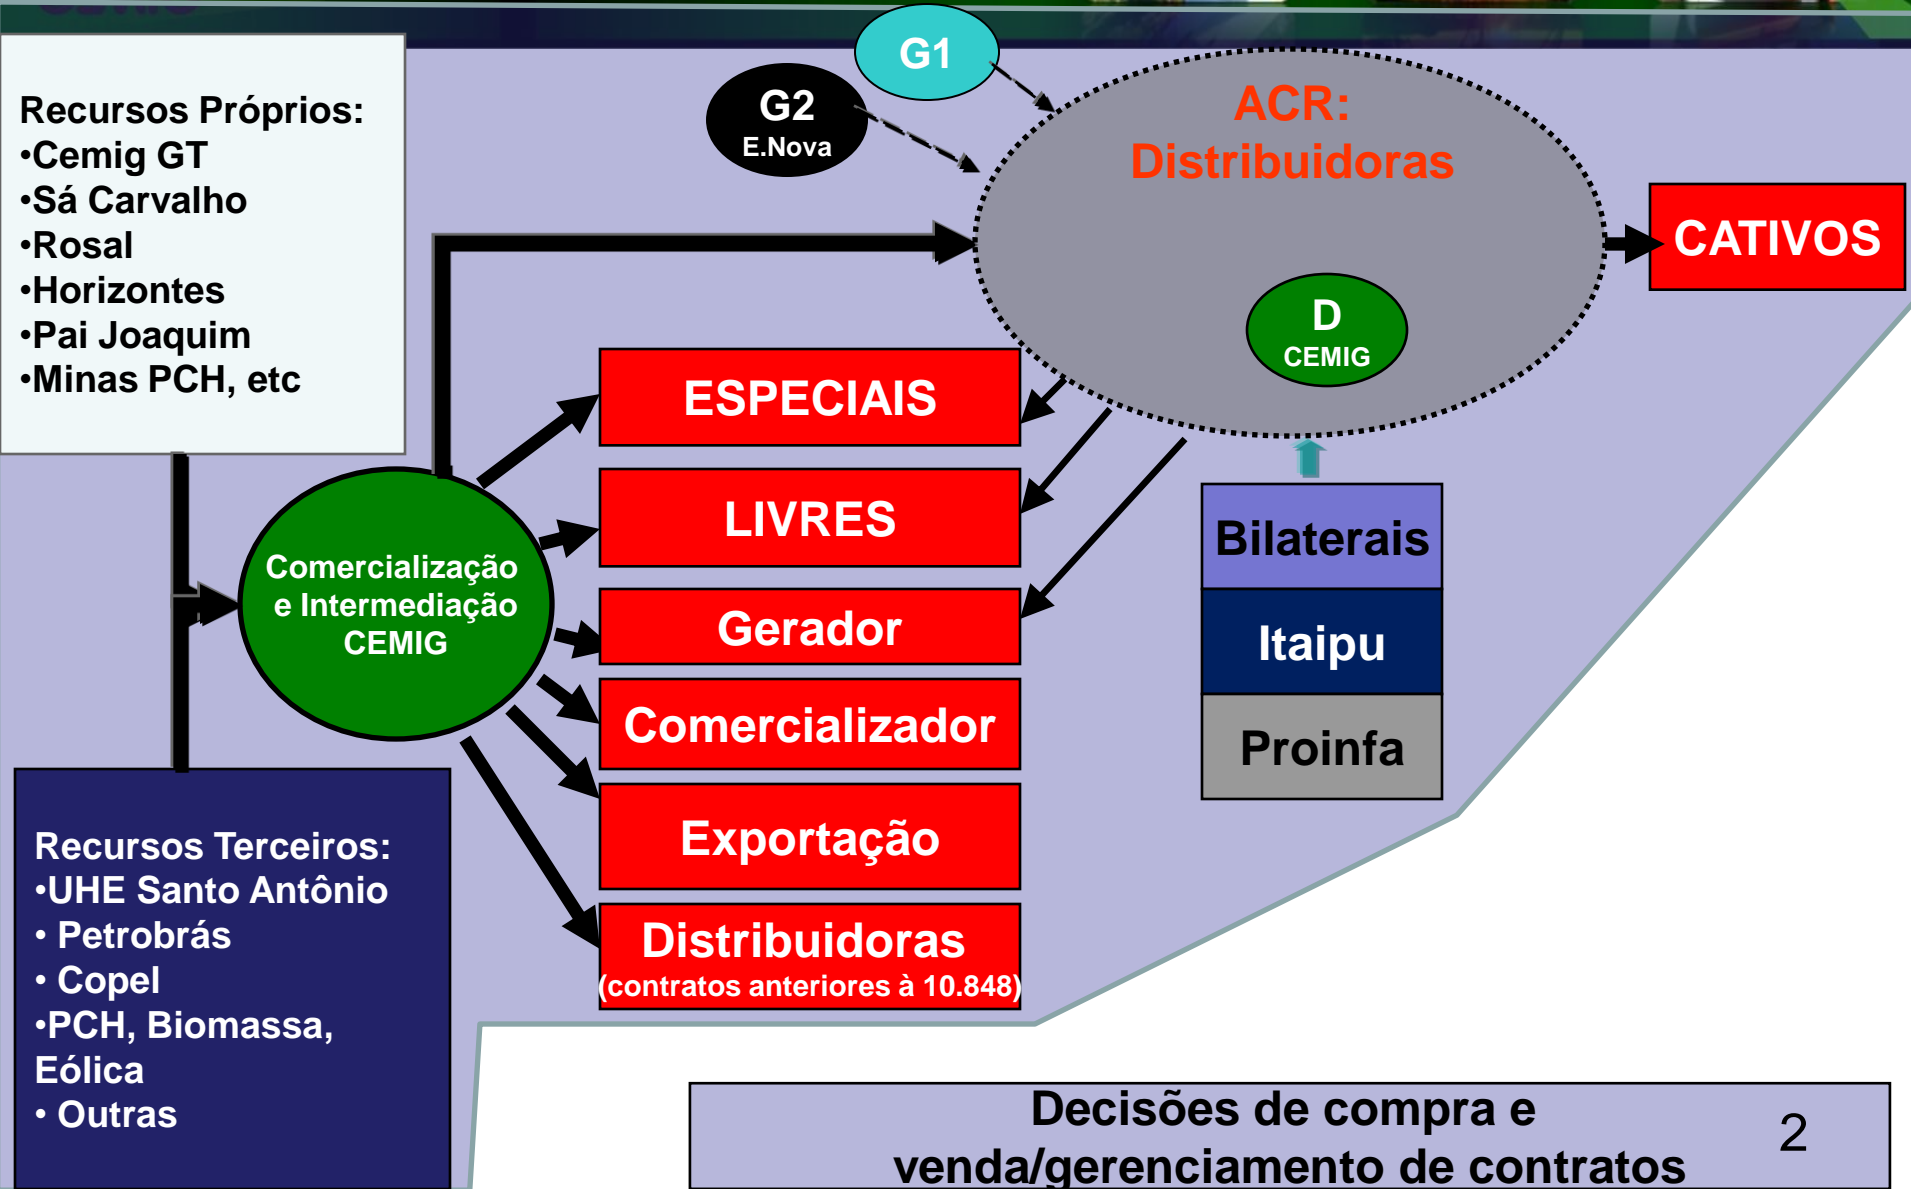 Recursos Próprios:
•Cemig GT
•Sá Carvalho
•Rosal
•Horizontes
•Pai Joaquim
•Minas PCH, etc
G1
G2
E.Nova
ACR:
Distribuidoras
CATIVOS
D
CEMIG
ESPECIAIS
LIVRES
Gerador
Comercializador
Exportação
Distribuidoras
(contratos anteriores à 10.848)
Comercialização
e Intermediação
CEMIG
Bilaterais
Itaipu
Proinfa
Recursos Terceiros:
•UHE Santo Antônio
• Petrobrás
• Copel
•PCH, Biomassa,
Eólica
• Outras
Decisões de compra e
venda/gerenciamento de contratos
2